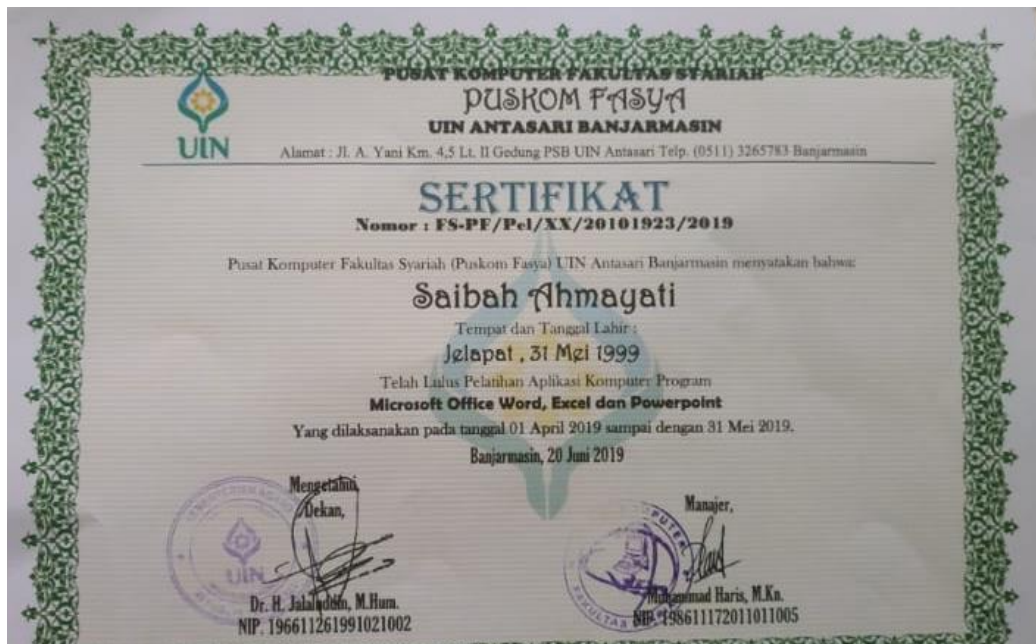 PUSAT KOMPUTER FAKULTAS SYARIAH
PUSKOM FASYA
UIN ANTASARI BANJARMASIN
UIN
Alamat : Jl. A. Yani Km. 4,5 Lt. II Gedung PSB UIN Antasari Telp. (0511) 3265783 Banjarmasin
SERTIFIKAT
Nomor : FS-PF/Pel/XX/20101923/2019
Pusat Komputer Fakultas Syariah (Puskom Fasya) UIN Antasari Banjarmasin menyatakan bahwa:
Saibah Ahmayati
Tempat dan Tanggal Lahir :
Jelapat , 31 Mei 1999
Telah Lulus Pelatihan Aplikasi Komputer Program
Microsoft Office Word, Excel dan Powerpoint
Yang dilaksanakan pada tanggal 01 April 2019 sampai dengan 31 Mei 2019.
Banjarmasin, 20 Juni 2019
Mengetahui,
Dekan,
UIN
Dr. H. Jalaluddin, M.Hum.
NIP. 196611261991021002
Manajer,
Muhammad Haris, M.Kn.
NIP. 198611172011011005